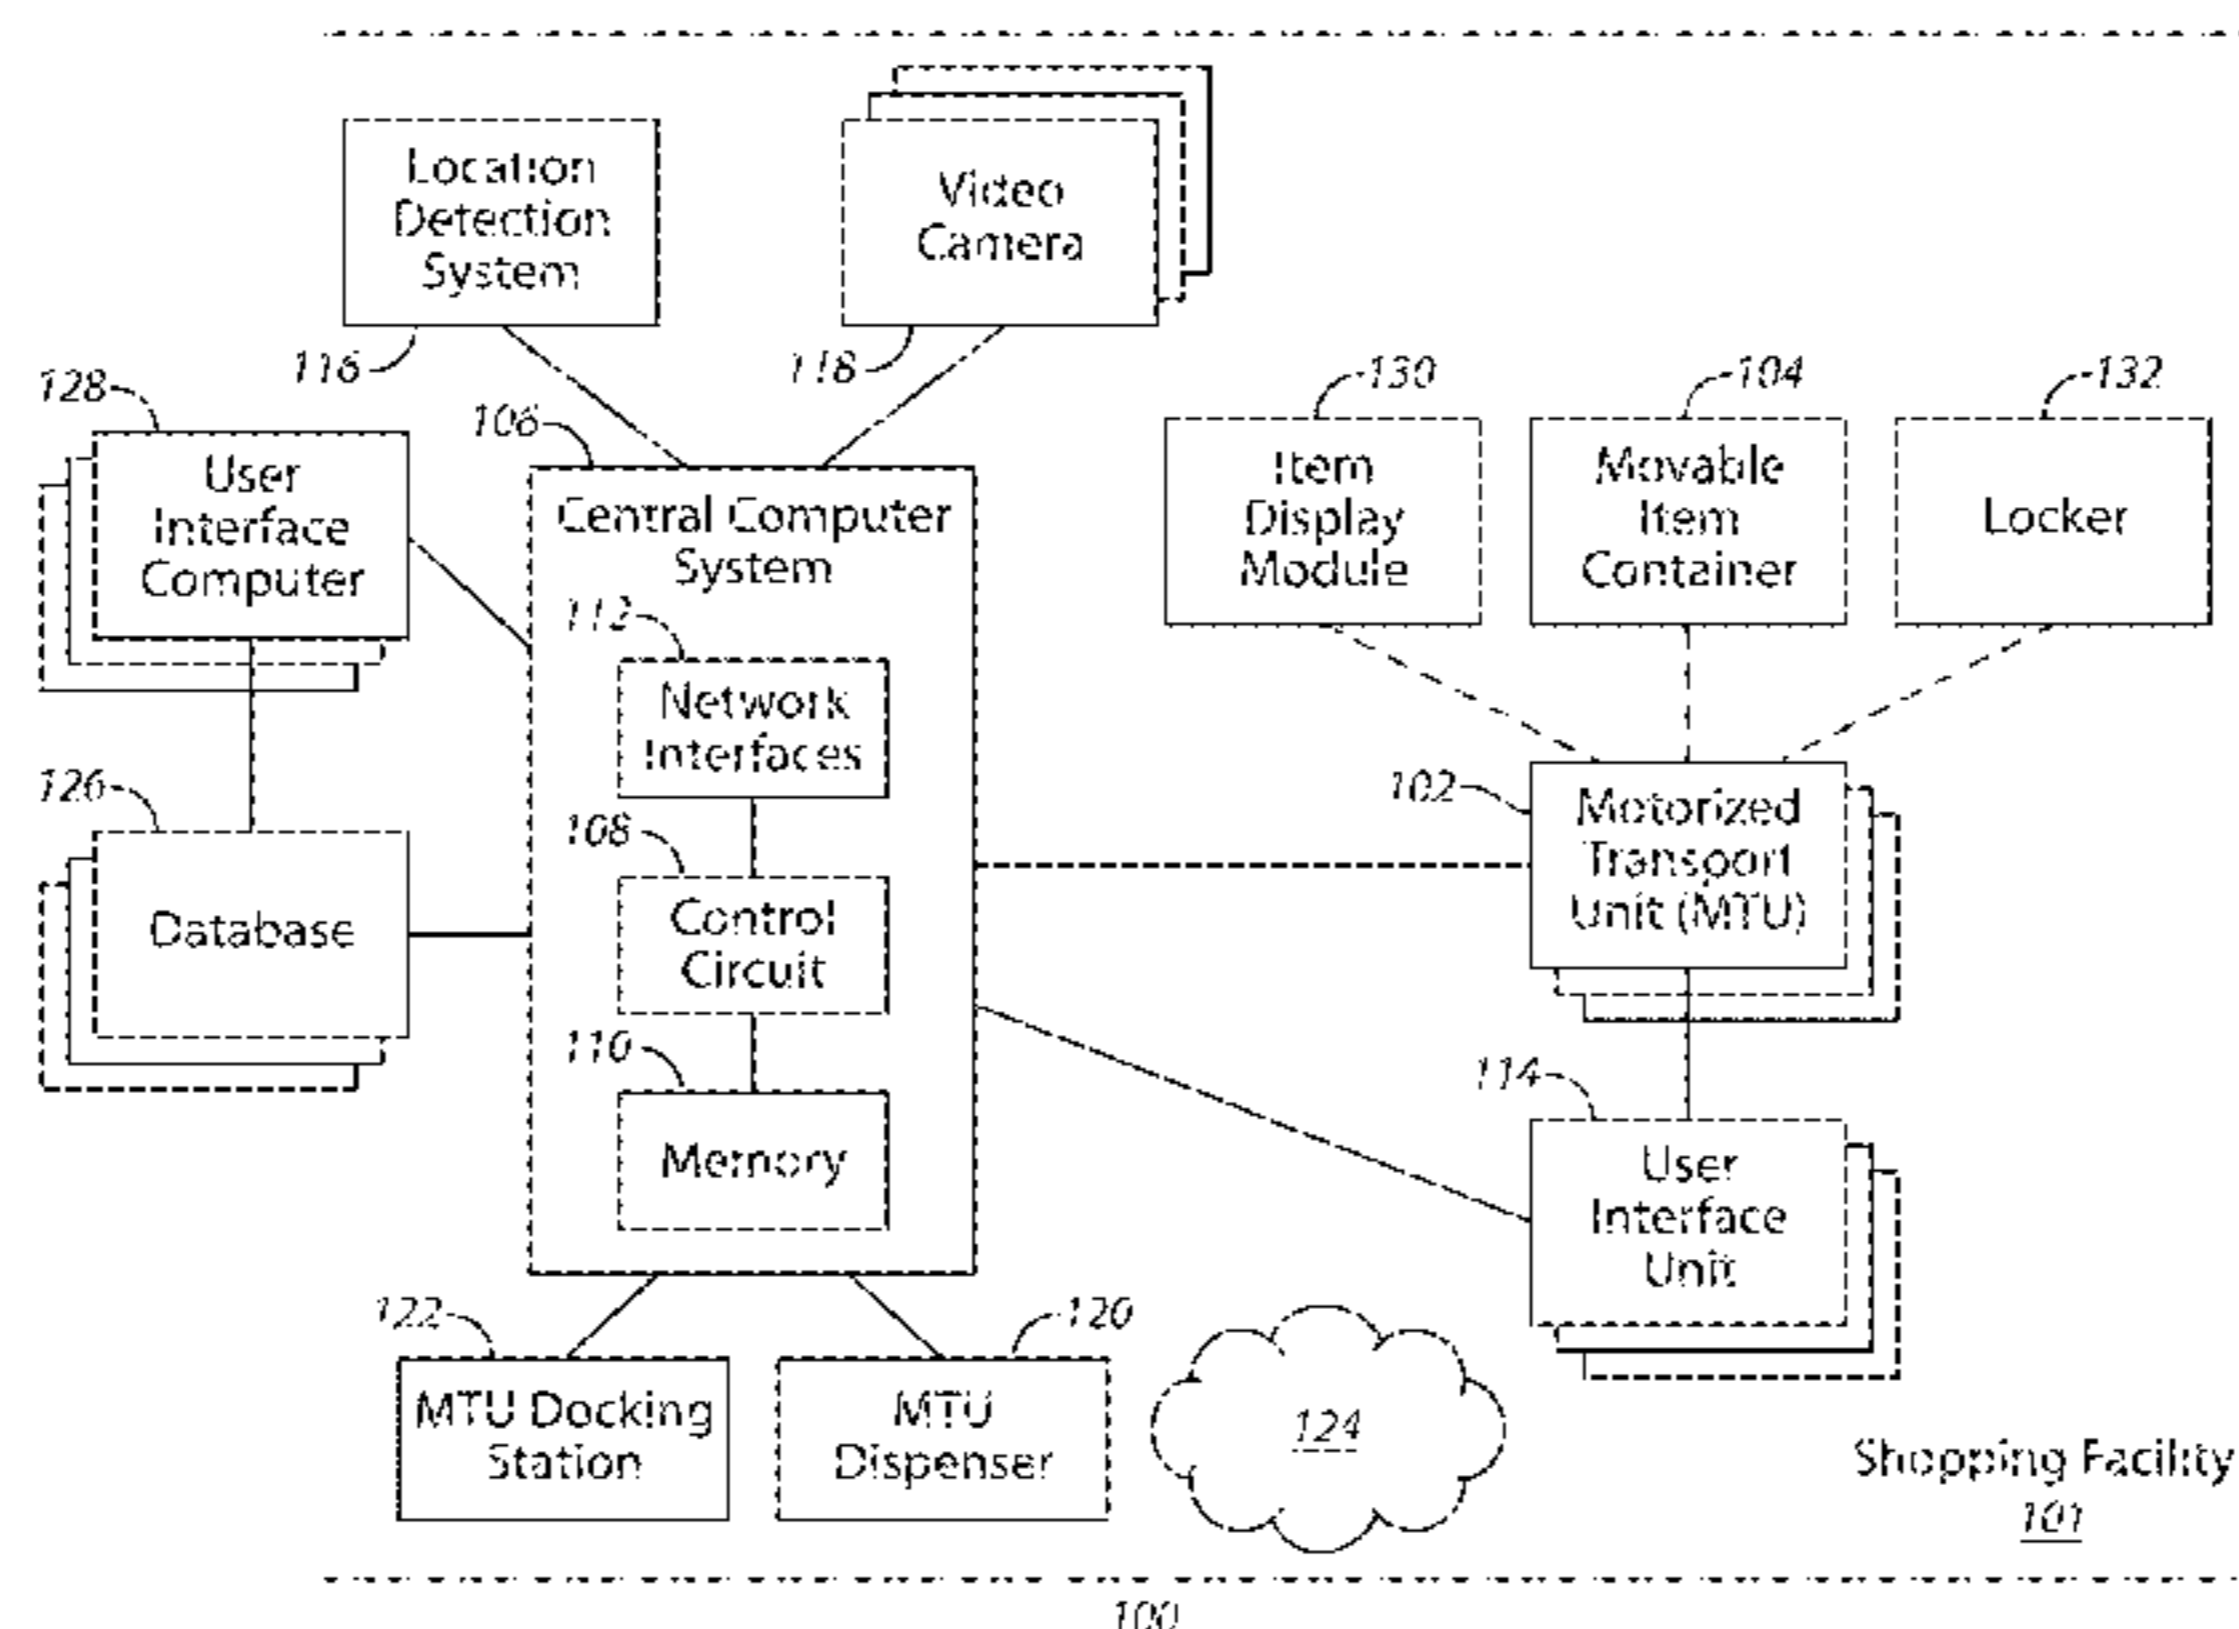 Location
Detection
System
116
Video
Camera
118
128
User
Interface
Computer
106
Central Computer
System
112
Network
Interfaces
108
Control
Circuit
110
Memory
126
Database
130
Item
Display
Module
104
Movable
Item
Container
132
Locker
102
Motorized
Transport
Unit (MTU)
114
User
Interface
Unit
122
MTU Docking
Station
120
MTU
Dispenser
124
Shopping Facility
101
100